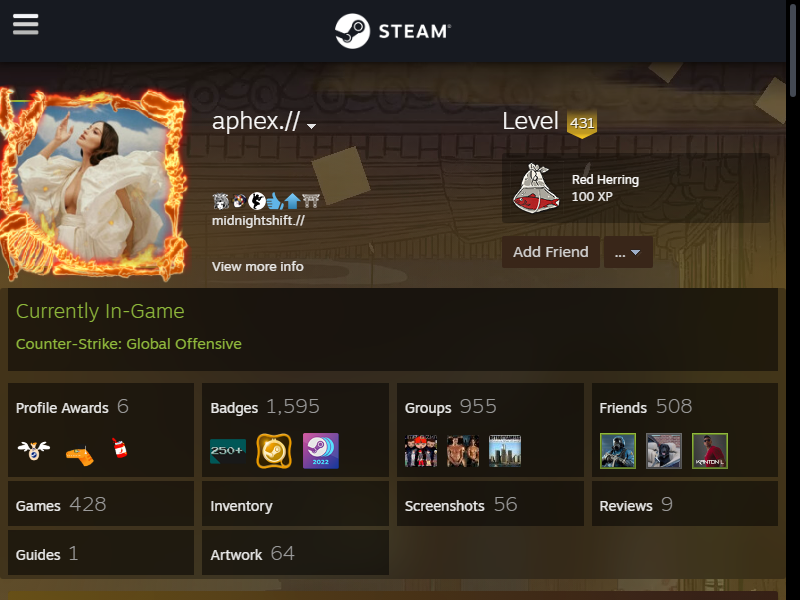 STEAM®
aphex.//
Level 431
Red Herring
100 XP
midnightshift.//
View more info
Add Friend
...
Currently In-Game
Counter-Strike: Global Offensive
Profile Awards 6
Badges 1,595
Groups 955
Friends 508
250+
2022
KANTON L
Games 428
Inventory
Screenshots 56
Reviews 9
Guides 1
Artwork 64